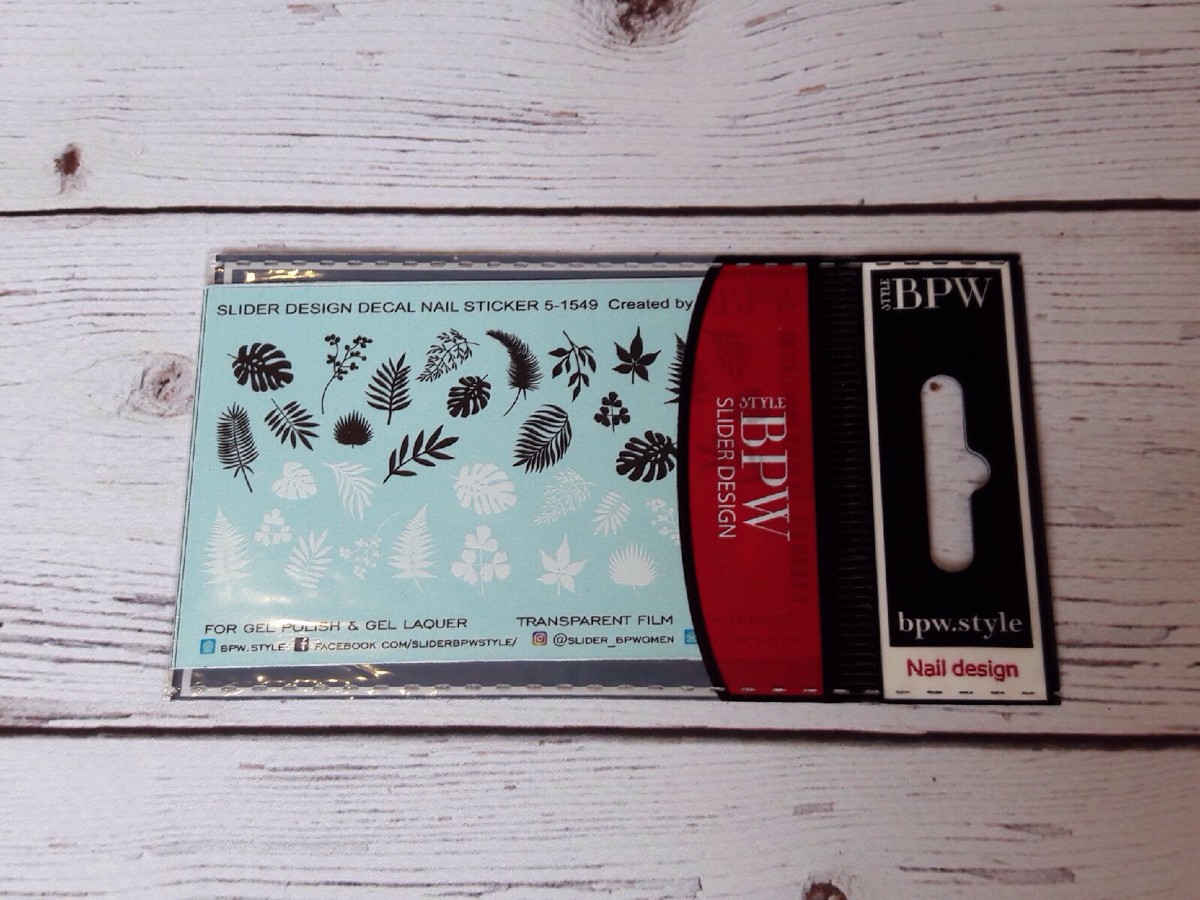 SLIDER DESIGN DECAL NAIL STICKER 5-1549 Created by
FOR GEL POLISH & GEL LAQUER
TRANSPARENT FILM
BPW.STYLE
FACEBOOK.COM/SLIDERBPWSTYLE/
@SLIDER_BPWOMEN
STYLE BPW
SLIDER DESIGN
STYLE BPW
bpw.style
Nail design